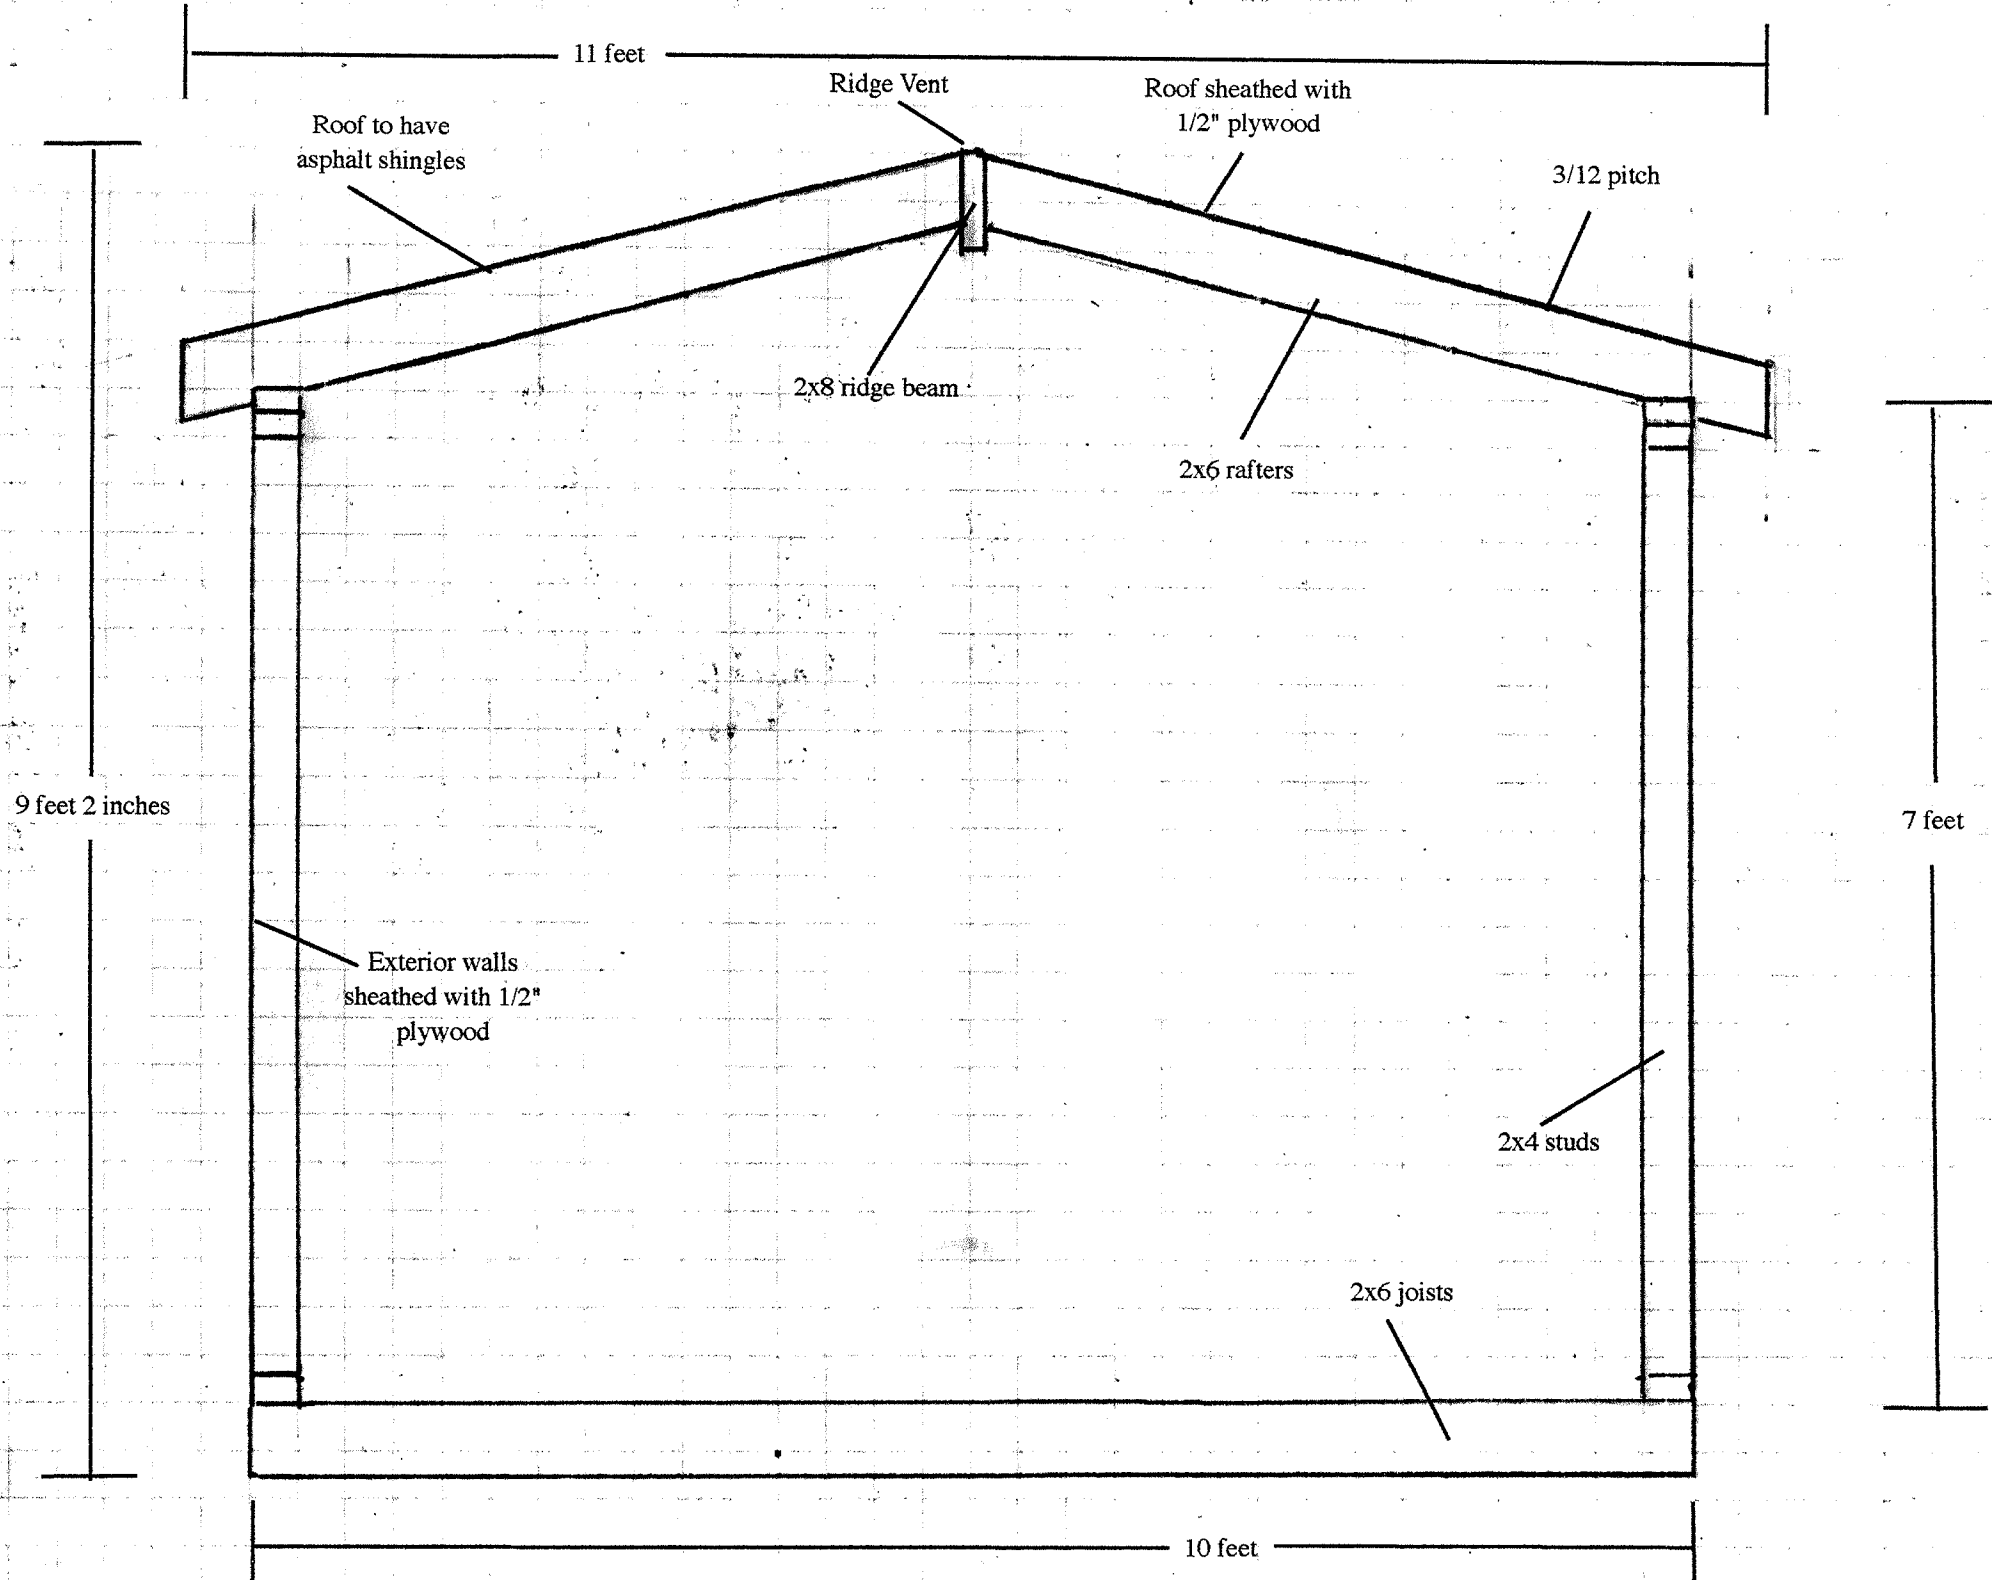 11 feet
Ridge Vent
Roof sheathed with
1/2" plywood
Roof to have
asphalt shingles
3/12 pitch
2x8 ridge beam
2x6 rafters
9 feet 2 inches
7 feet
Exterior walls
sheathed with 1/2"
plywood
2x4 studs
2x6 joists
10 feet